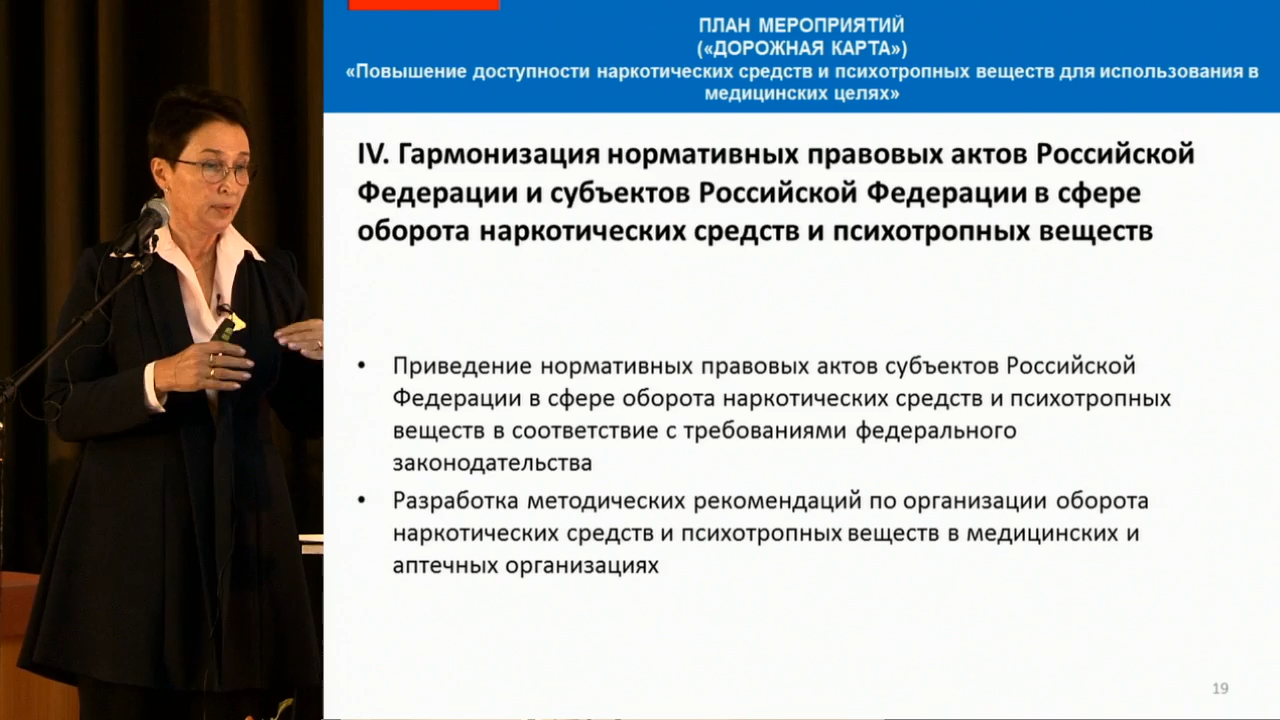 ПЛАН МЕРОПРИЯТИЙ
(«ДОРОЖНАЯ КАРТА»)
«Повышение доступности наркотических средств и психотропных веществ для использования в
медицинских целях»
IV. Гармонизация нормативных правовых актов Российской
Федерации и субъектов Российской Федерации в сфере
оборота наркотических средств и психотропных веществ
• Приведение нормативных правовых актов субъектов Российской
Федерации в сфере оборота наркотических средств и психотропных
веществ в соответствие с требованиями федерального
законодательства
• Разработка методических рекомендаций по организации оборота
наркотических средств и психотропных веществ в медицинских и
аптечных организациях
19